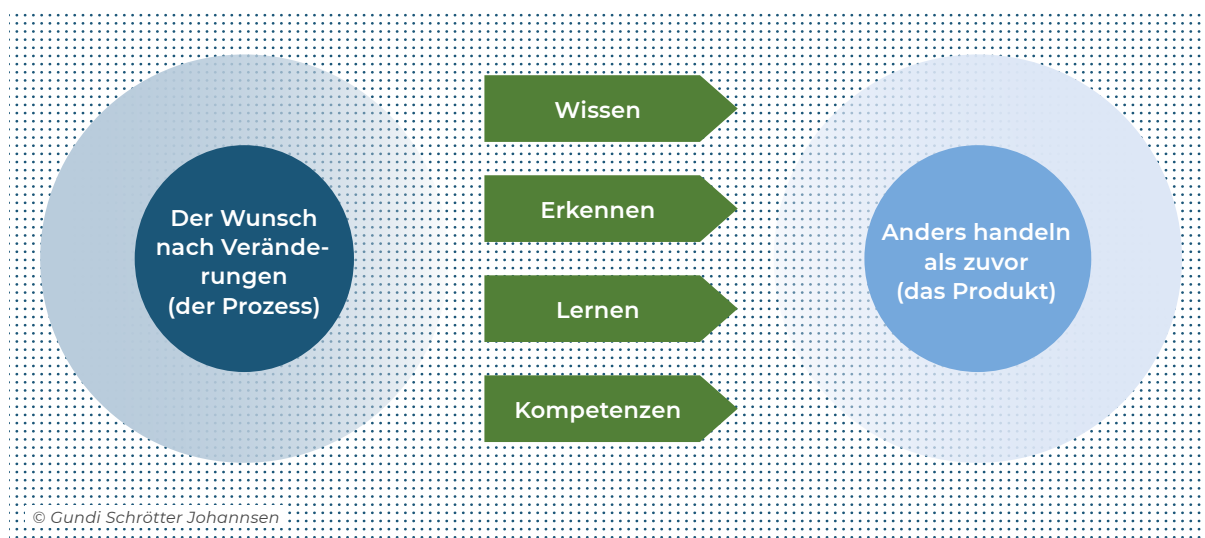 Der Wunsch
nach Verände-
rungen
(der Prozess)
Wissen
Erkennen
Lernen
Kompetenzen
Anders handeln
als zuvor
(das Produkt)
© Gundi Schrötter Johannsen